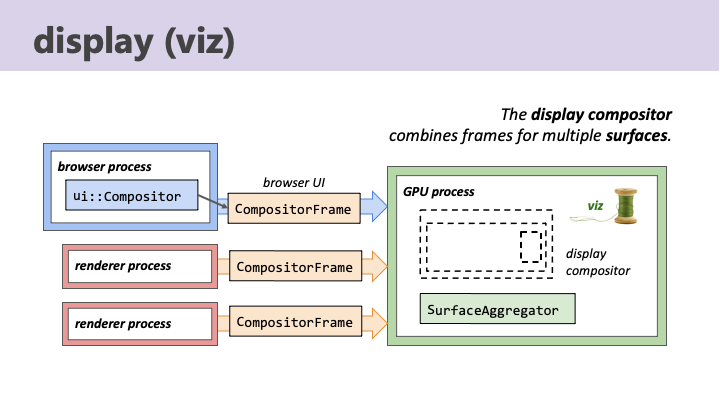 display (viz)
The display compositor
combines frames for multiple surfaces.
browser process
ui::Compositor
browser UI
CompositorFrame
renderer process
CompositorFrame
renderer process
CompositorFrame
GPU process
viz
display
compositor
SurfaceAggregator